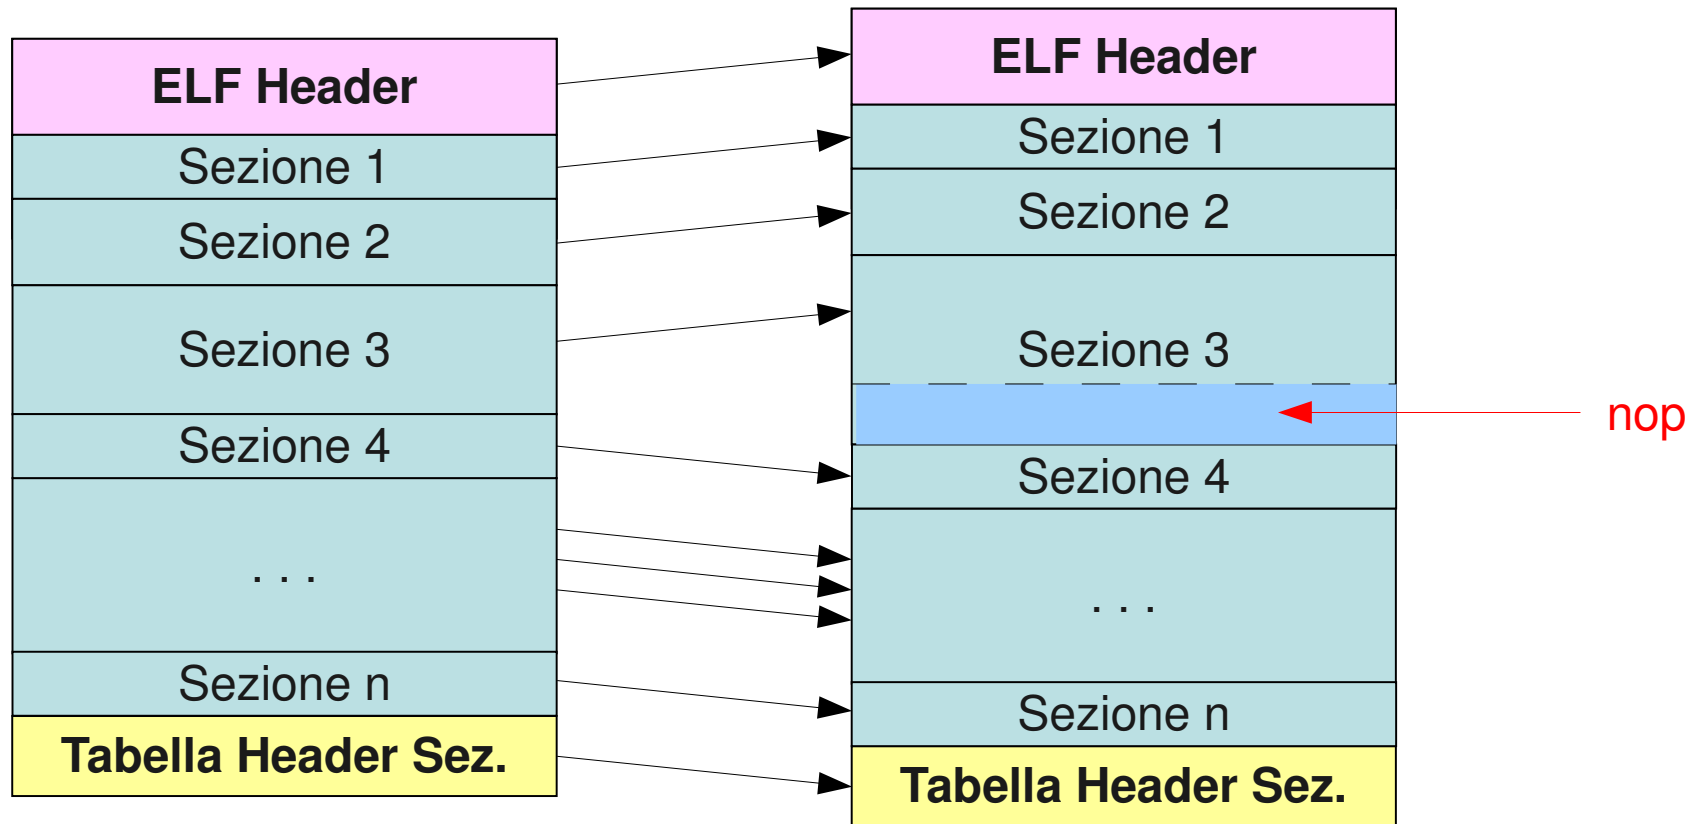 ELF Header
Sezione 1
Sezione 2
Sezione 3
Sezione 4
. . .
Sezione n
Tabella Header Sez.
ELF Header
Sezione 1
Sezione 2
Sezione 3
nop
Sezione 4
. . .
Sezione n
Tabella Header Sez.